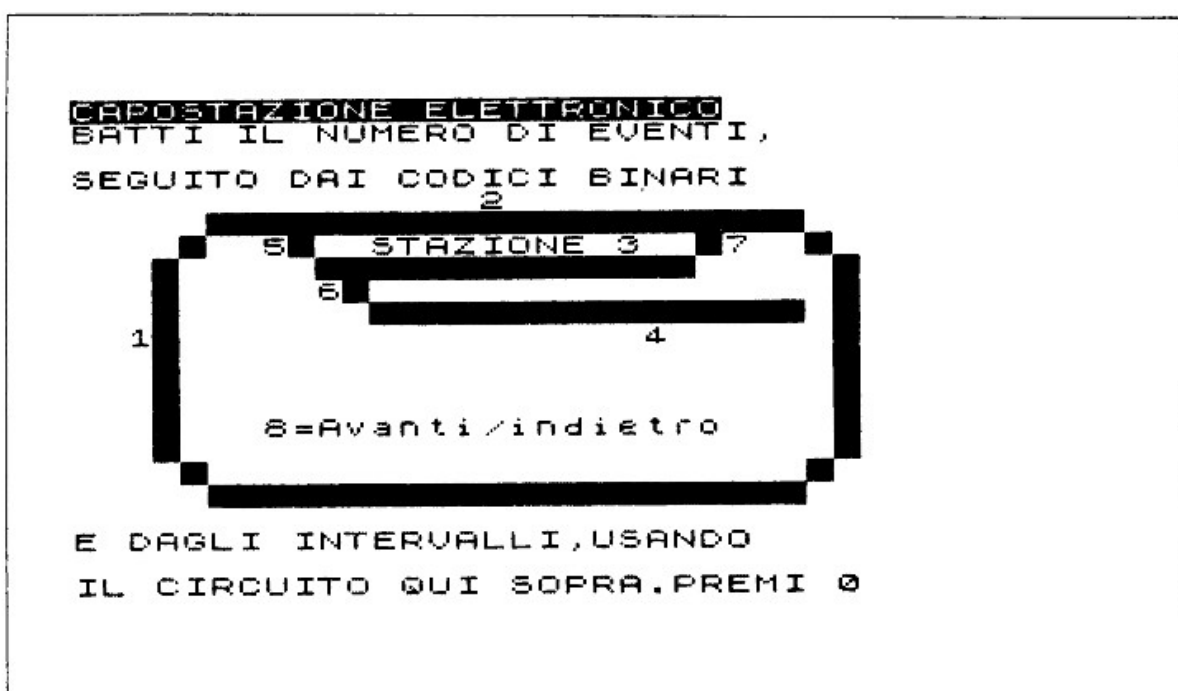 CAPOSTAZIONE ELETTRONICO
BATTI IL NUMERO DI EVENTI,
SEGUITO DAI CODICI BINARI
2
5 STAZIONE 3 7
6
1 4
8=Avanti/indietro
E DAGLI INTERVALLI,USANDO
IL CIRCUITO QUI SOPRA.PREMI 0